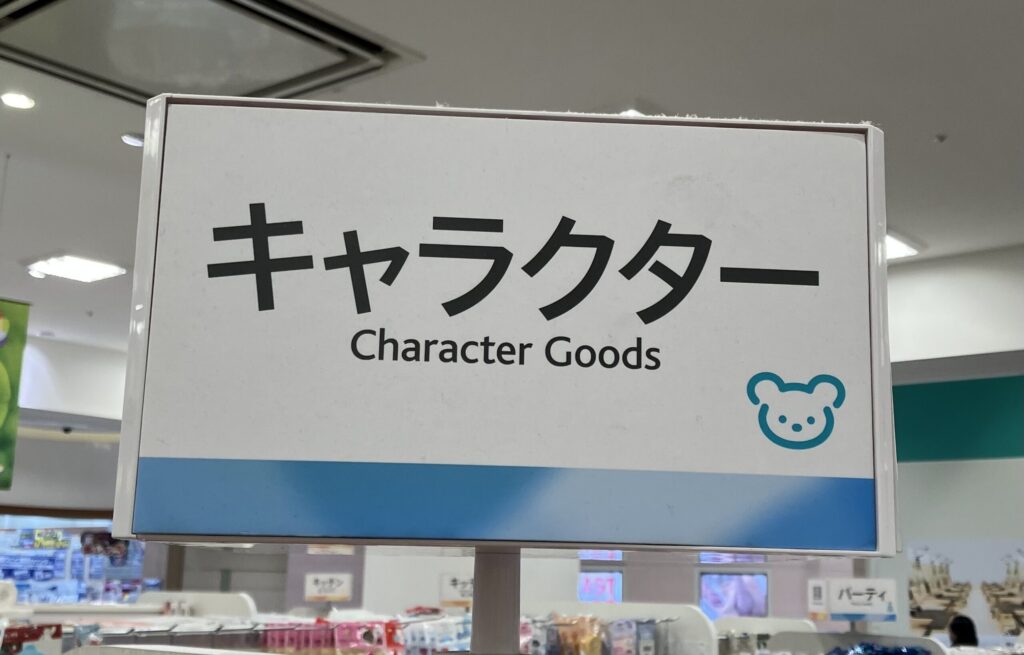 キャラクター
Character Goods
キッチン
パーティ